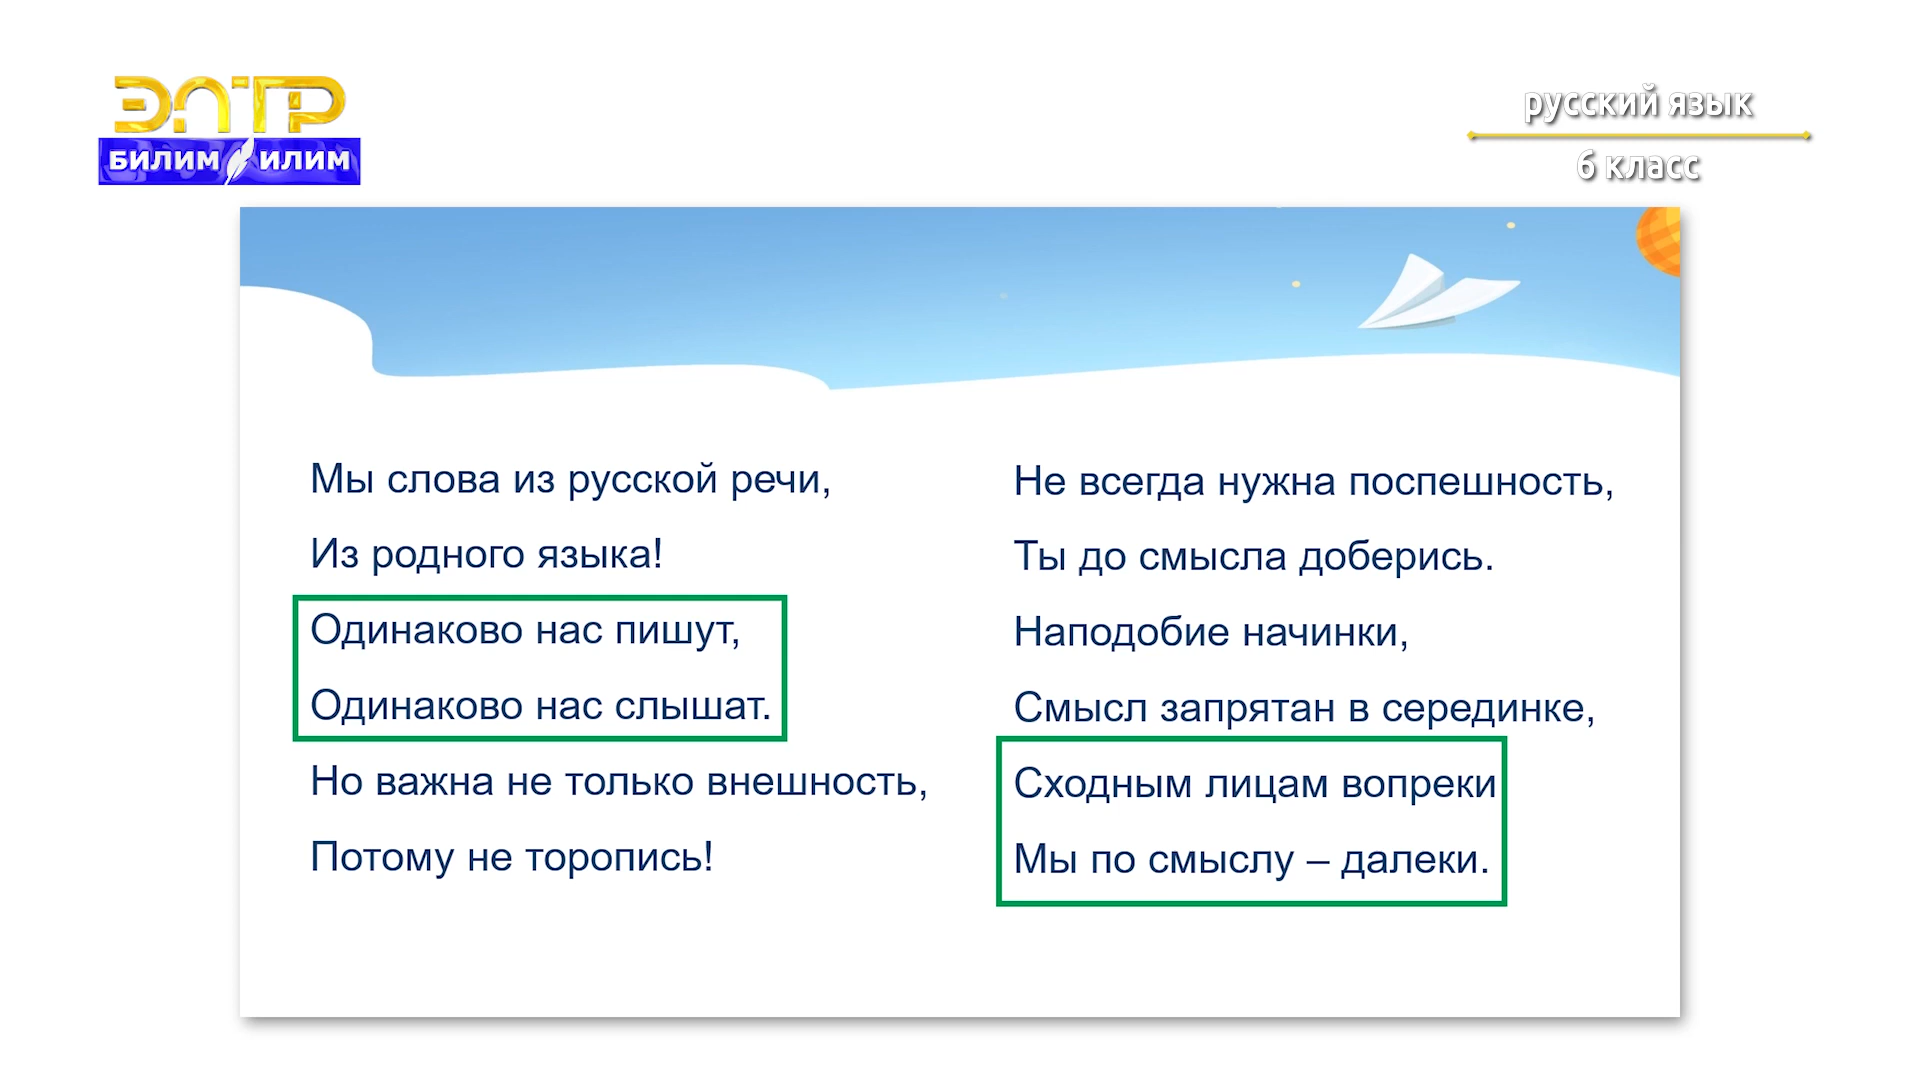 ЭЛТР
БИЛИМ ИЛИМ
русский язык
6 класс
Мы слова из русской речи,
Из родного языка!
Одинаково нас пишут,
Одинаково нас слышат.
Но важна не только внешность,
Потому не торопись!
Не всегда нужна поспешность,
Ты до смысла доберись.
Наподобие начинки,
Смысл запрятан в серединке,
Сходным лицам вопреки
Мы по смыслу – далеки.